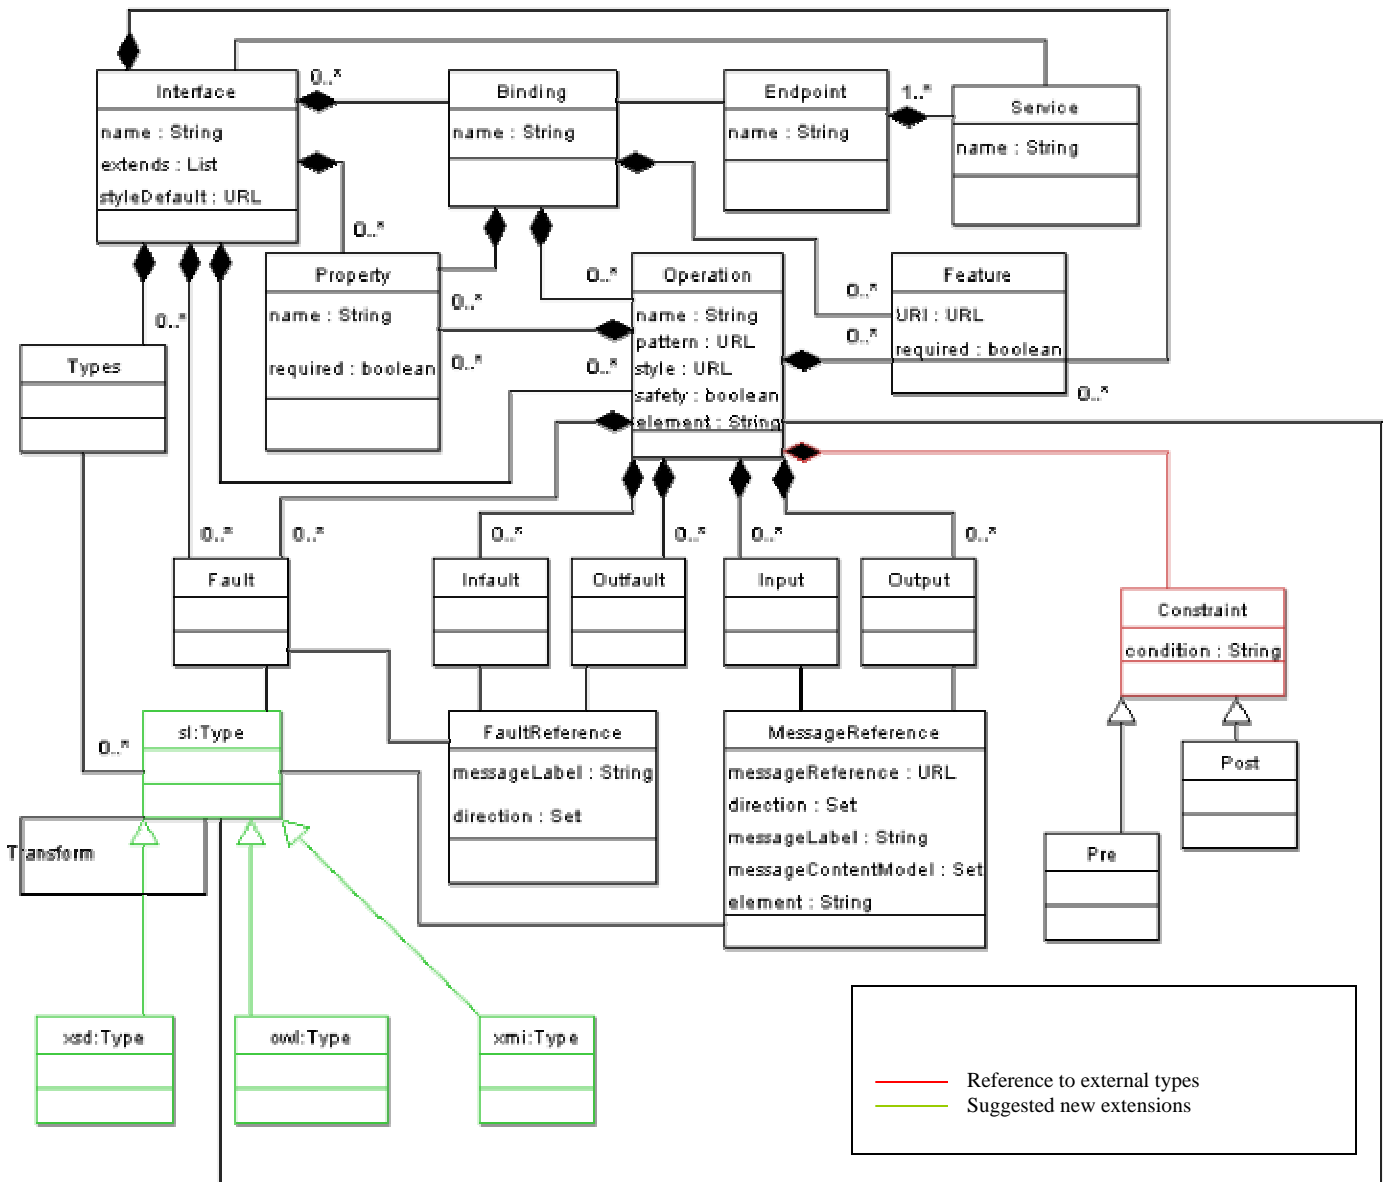 0..*
Interface
name : String
extends : List
styleDefault : URL
Binding
name : String
Endpoint
name : String
1..*
Service
name : String
0..*
Property
name : String
required : boolean
0..*
0..*
0..*
Operation
name : String
pattern : URL
style : URL
safety : boolean
element : String
0..*
0..*
0..*
Feature
URI : URL
required : boolean
0..*
0..*
Types
0..*
0..*
0..*
0..*
0..*
0..*
Fault
Infault
Outfault
Input
Output
Constraint
condition : String
0..*
sl:Type
FaultReference
messageLabel : String
direction : Set
MessageReference
messageReference : URL
direction : Set
messageLabel : String
messageContentModel : Set
element : String
Post
Pre
Transform
xsd:Type
owl:Type
xmi:Type
Reference to external types
Suggested new extensions